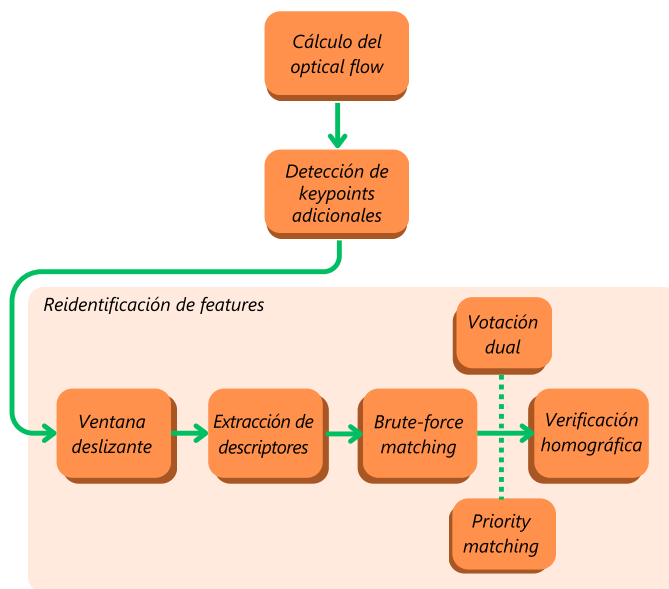 Cálculo del
optical flow
Detección de
keypoints
adicionales
Reidentificación de features
Votación
dual
Ventana
deslizante
Extracción de
descriptores
Brute-force
matching
Verificación
homográfica
Priority
matching